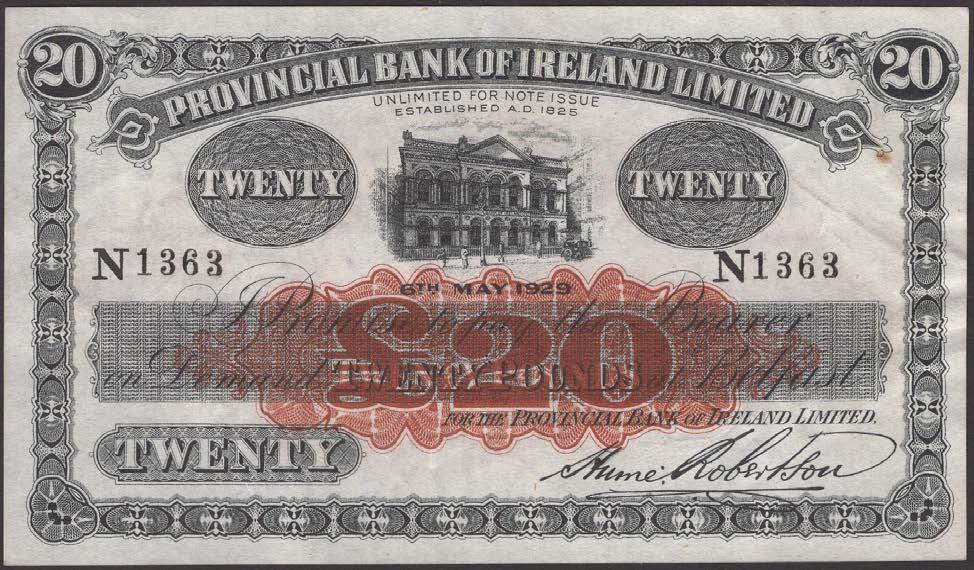 20 20
PROVINCIAL BANK OF IRELAND LIMITED
UNLIMITED FOR NOTE ISSUE
ESTABLISHED A.D. 1825
TWENTY TWENTY
N1363 N1363
6TH MAY 1929
£20
I Promise to pay the Bearer
on Demand TWENTY POUNDS at Belfast
FOR THE PROVINCIAL BANK OF IRELAND LIMITED.
TWENTY
Hume Robertson